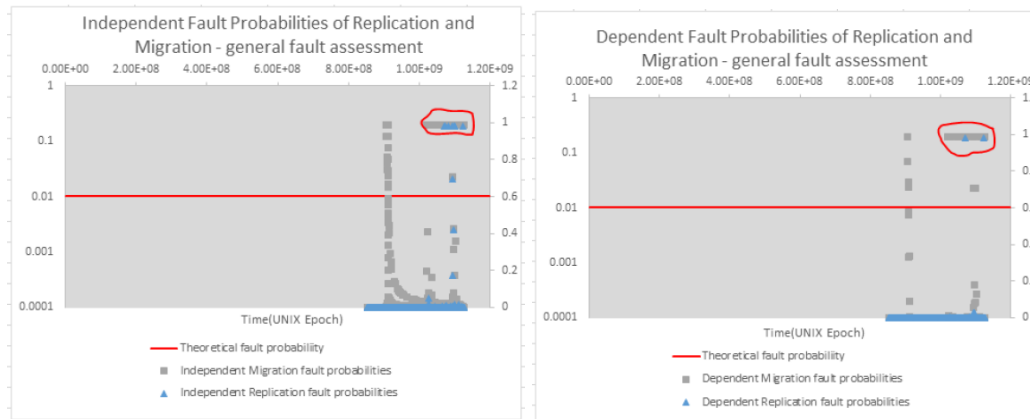 Independent Fault Probabilities of Replication and
Migration - general fault assessment
0.00E+00 2.00E+08 4.00E+08 6.00E+08 8.00E+08 1.00E+09 1.20E+09
1 1.2
1
0.1
0.8
0.01 0.6
0.4
0.001
0.2
0.0001 0
Time(UNIX Epoch)
Theoretical fault probabiliity
Independent Migration fault probabilities
Independent Replication fault probabilities
Dependent Fault Probabilities of Replication and
Migration - general fault assessment
0.00E+00 2.00E+08 4.00E+08 6.00E+08 8.00E+08 1.00E+09 1.20E+09
1
0.1
0.01
0.001
0.0001
Time(UNIX Epoch)
Theoretical fault probability
Dependent Migration fault probabilities
Dependent Replication fault probabilities